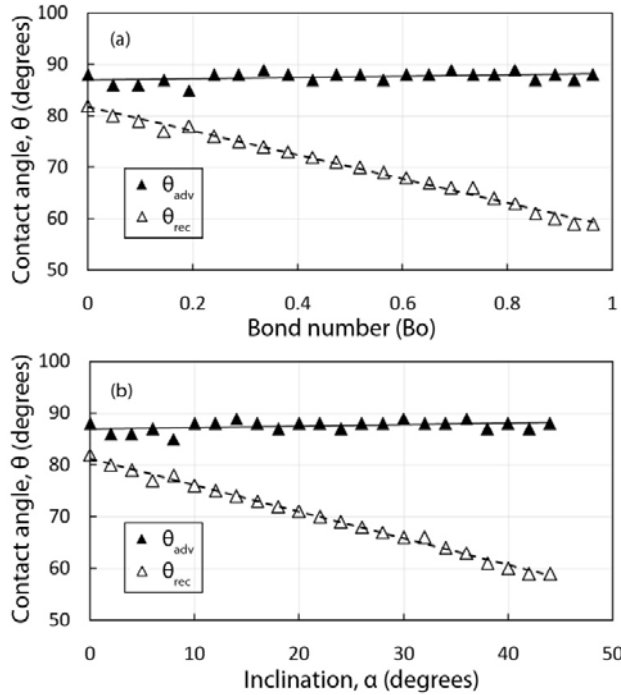 100
90
80
70
60
50
Contact angle, θ (degrees)
(a)
▲ θadv
△ θrec
0 0.2 0.4 0.6 0.8 1
Bond number (Bo)
100
90
80
70
60
50
Contact angle, θ (degrees)
(b)
▲ θadv
△ θrec
0 10 20 30 40 50
Inclination, α (degrees)